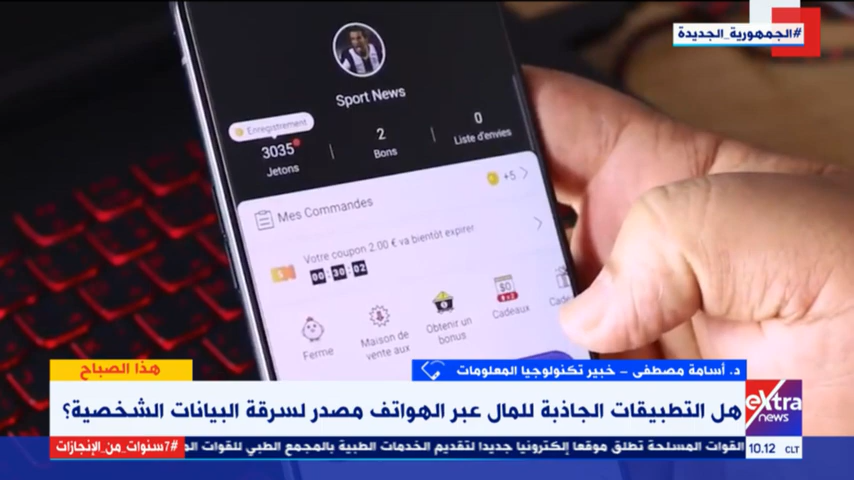 #الجمهورية_الجديدة
Sport News
Enregistrement
3035
Jetons
2
Bons
0
Liste d'envies
+5
Mes Commandes
Votre coupon 2.00 € va bientôt expirer
00:30:02
$0
Ferme
Maison de vente aux
Obtenir un bonus
Cadeaux
هذا الصباح
د. أسامة مصطفى - خبير تكنولوجيا المعلومات
هل التطبيقات الجاذبة للمال عبر الهواتف مصدر لسرقة البيانات الشخصية؟
eXtra news
#7سنوات_من_الإنجازات
القوات المسلحة تطلق موقعا إلكترونيا جديدا لتقديم الخدمات الطبية بالمجمع الطبي للقوات
10.12 CLT